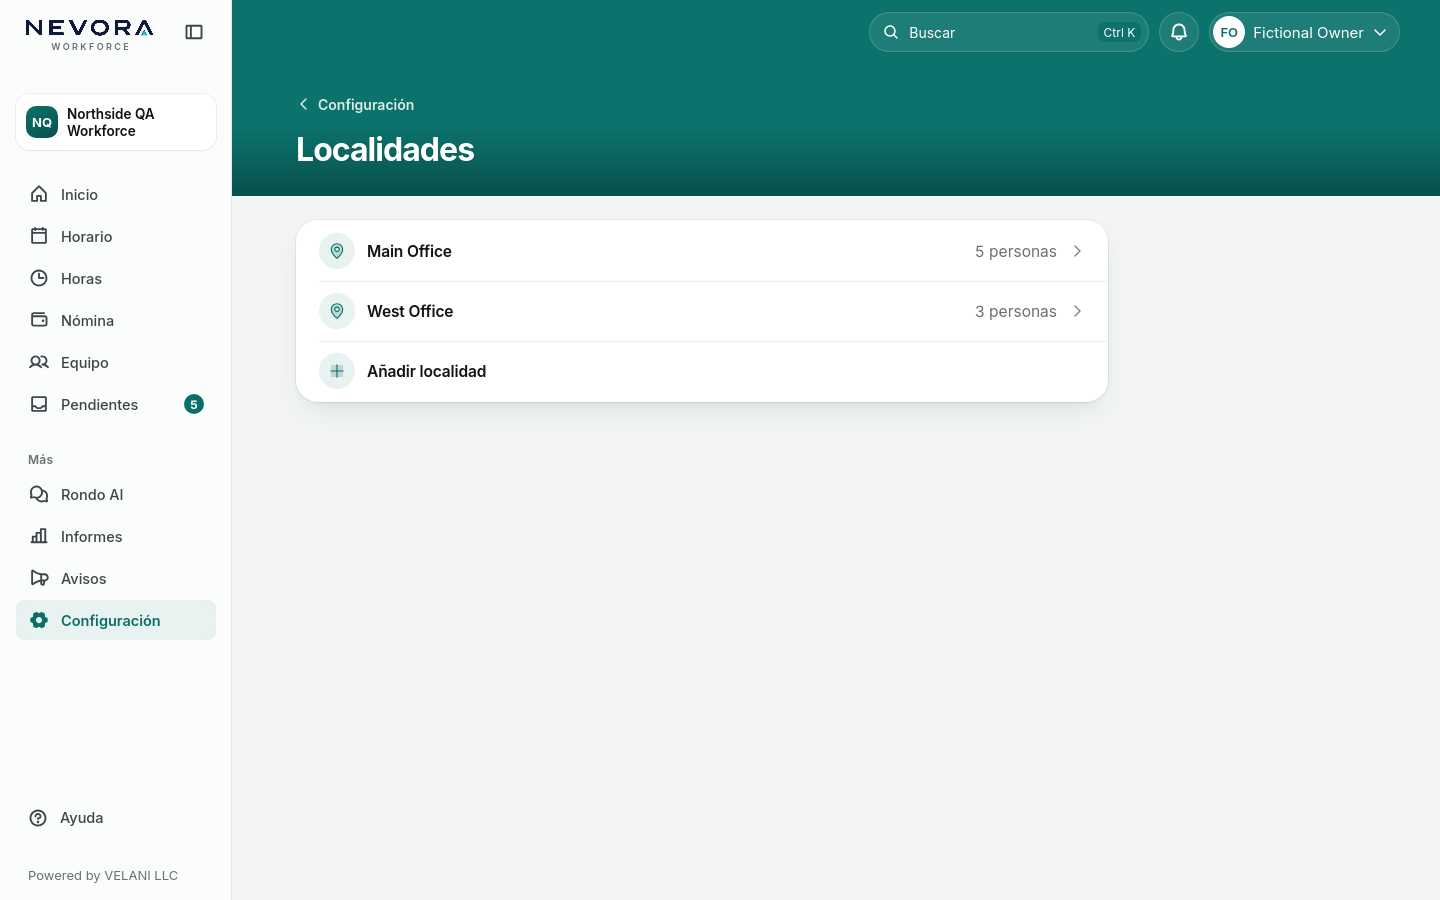 NEVORA
WORKFORCE
Buscar
Ctrl K
FO
Fictional Owner
NQ
Northside QA
Workforce
Configuración
Localidades
Inicio
Horario
Horas
Nómina
Equipo
Pendientes
5
Más
Rondo AI
Informes
Avisos
Configuración
Main Office
5 personas
West Office
3 personas
Añadir localidad
Ayuda
Powered by VELANI LLC